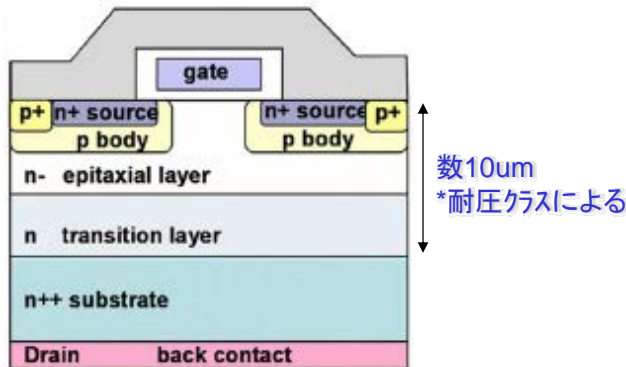 gate
p+ n+ source n+ source p+
p body p body
n- epitaxial layer
n transition layer
n++ substrate
Drain back contact
数10um
*耐圧クラスによる